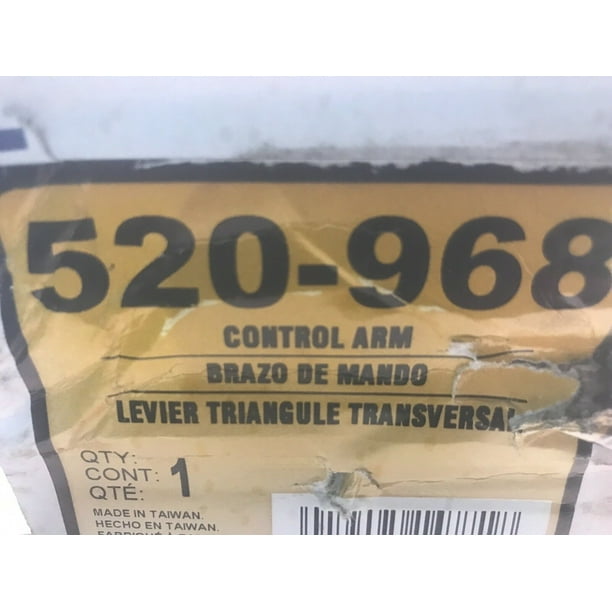 520-968
CONTROL ARM
BRAZO DE MANDO
LEVIER TRIANGULE TRANSVERSAL
QTY:
CONT: 1
QTÉ:
MADE IN TAIWAN.
HECHO EN TAIWAN.
FABRIQUÉ À